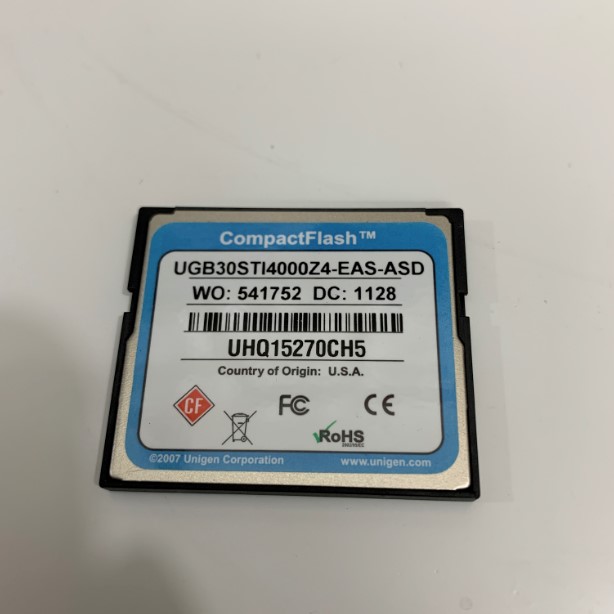 CompactFlash™
UGB30STI4000Z4-EAS-ASD
WO: 541752 DC: 1128
UHQ15270CH5
Country of Origin: U.S.A.
CF
FC
CE
RoHS
©2007 Unigen Corporation
www.unigen.com